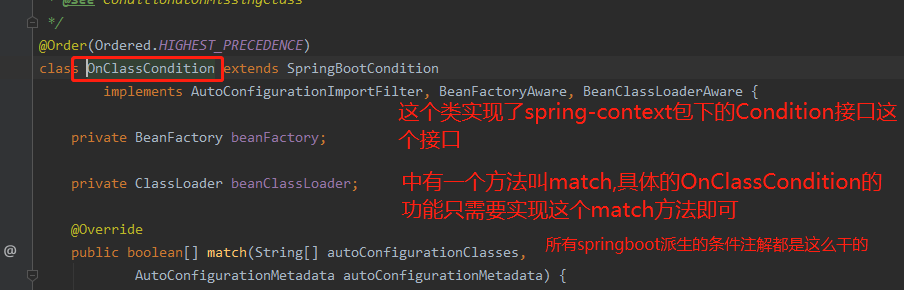 * @see ConditionalOnMissingClass
*/
@Order(Ordered.HIGHEST_PRECEDENCE)
class OnClassCondition extends SpringBootCondition
implements AutoConfigurationImportFilter, BeanFactoryAware, BeanClassLoaderAware {
这个类实现了spring-context包下的Condition接口这
个接口
private BeanFactory beanFactory;
private ClassLoader beanClassLoader;
中有一个方法叫match,具体的OnClassCondition的
功能只需要实现这个match方法即可
@Override
所有springboot派生的条件注解都是这么干的
@
public boolean[] match(String[] autoConfigurationClasses,
AutoConfigurationMetadata autoConfigurationMetadata) {